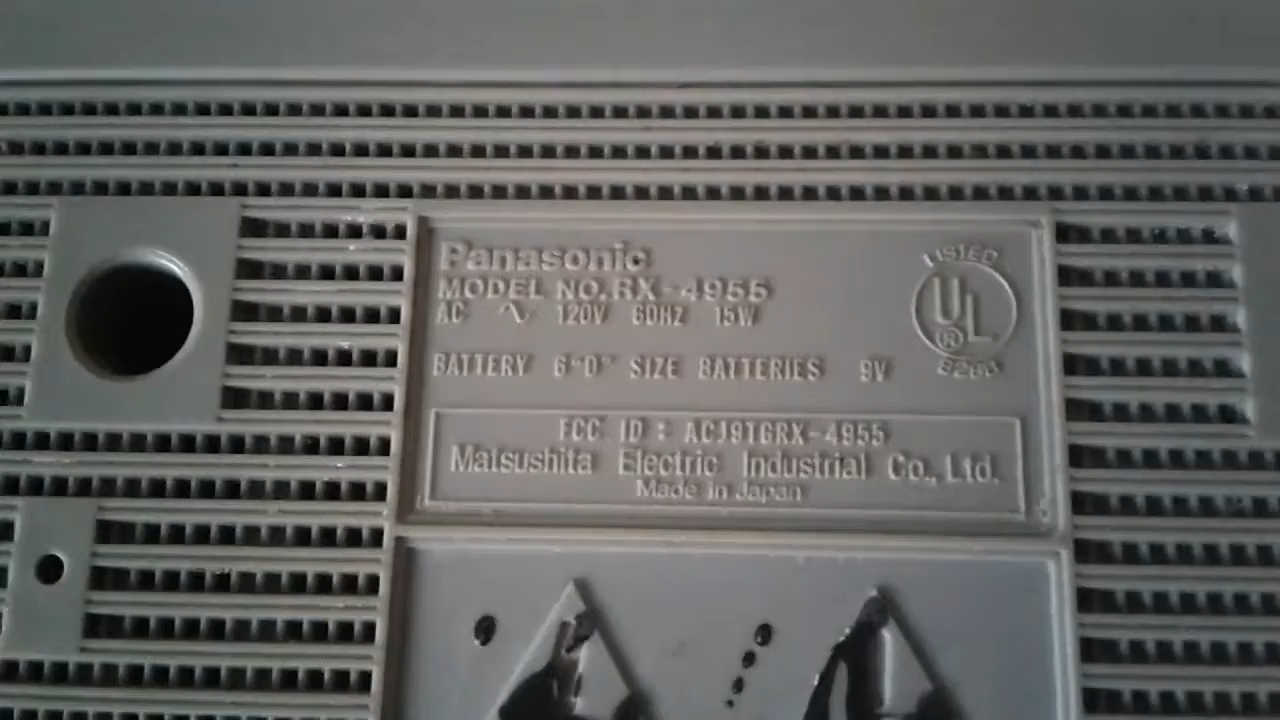 Panasonic
MODEL NO. RX-4955
AC 120V 60HZ 15W
BATTERY 6"D" SIZE BATTERIES 9V
LISTED
UL
®
FCC ID : ACJ9TGRX-4955
Matsushita Electric Industrial Co., Ltd.
Made in Japan